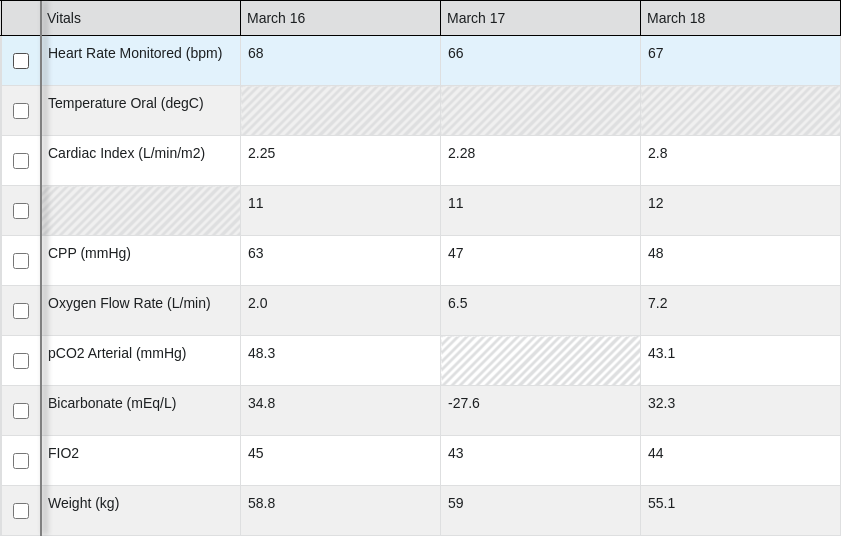 Vitals March 16 March 17 March 18
Heart Rate Monitored (bpm) 68 66 67
Temperature Oral (degC)
Cardiac Index (L/min/m2) 2.25 2.28 2.8
11 11 12
CPP (mmHg) 63 47 48
Oxygen Flow Rate (L/min) 2.0 6.5 7.2
pCO2 Arterial (mmHg) 48.3 43.1
Bicarbonate (mEq/L) 34.8 -27.6 32.3
FIO2 45 43 44
Weight (kg) 58.8 59 55.1